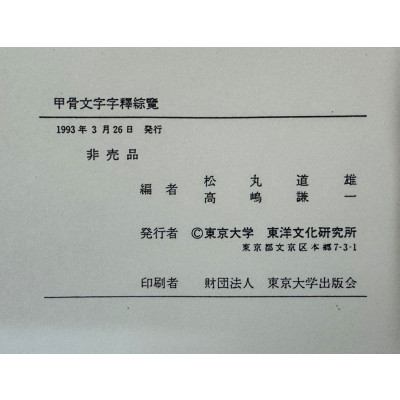 甲骨文字字釋綜覽
1993年3月26日 発行
非売品
編者 松丸道雄
高嶋謙一
発行者 ©東京大学 東洋文化研究所
東京都文京区本郷7-3-1
印刷者 財団法人 東京大学出版会